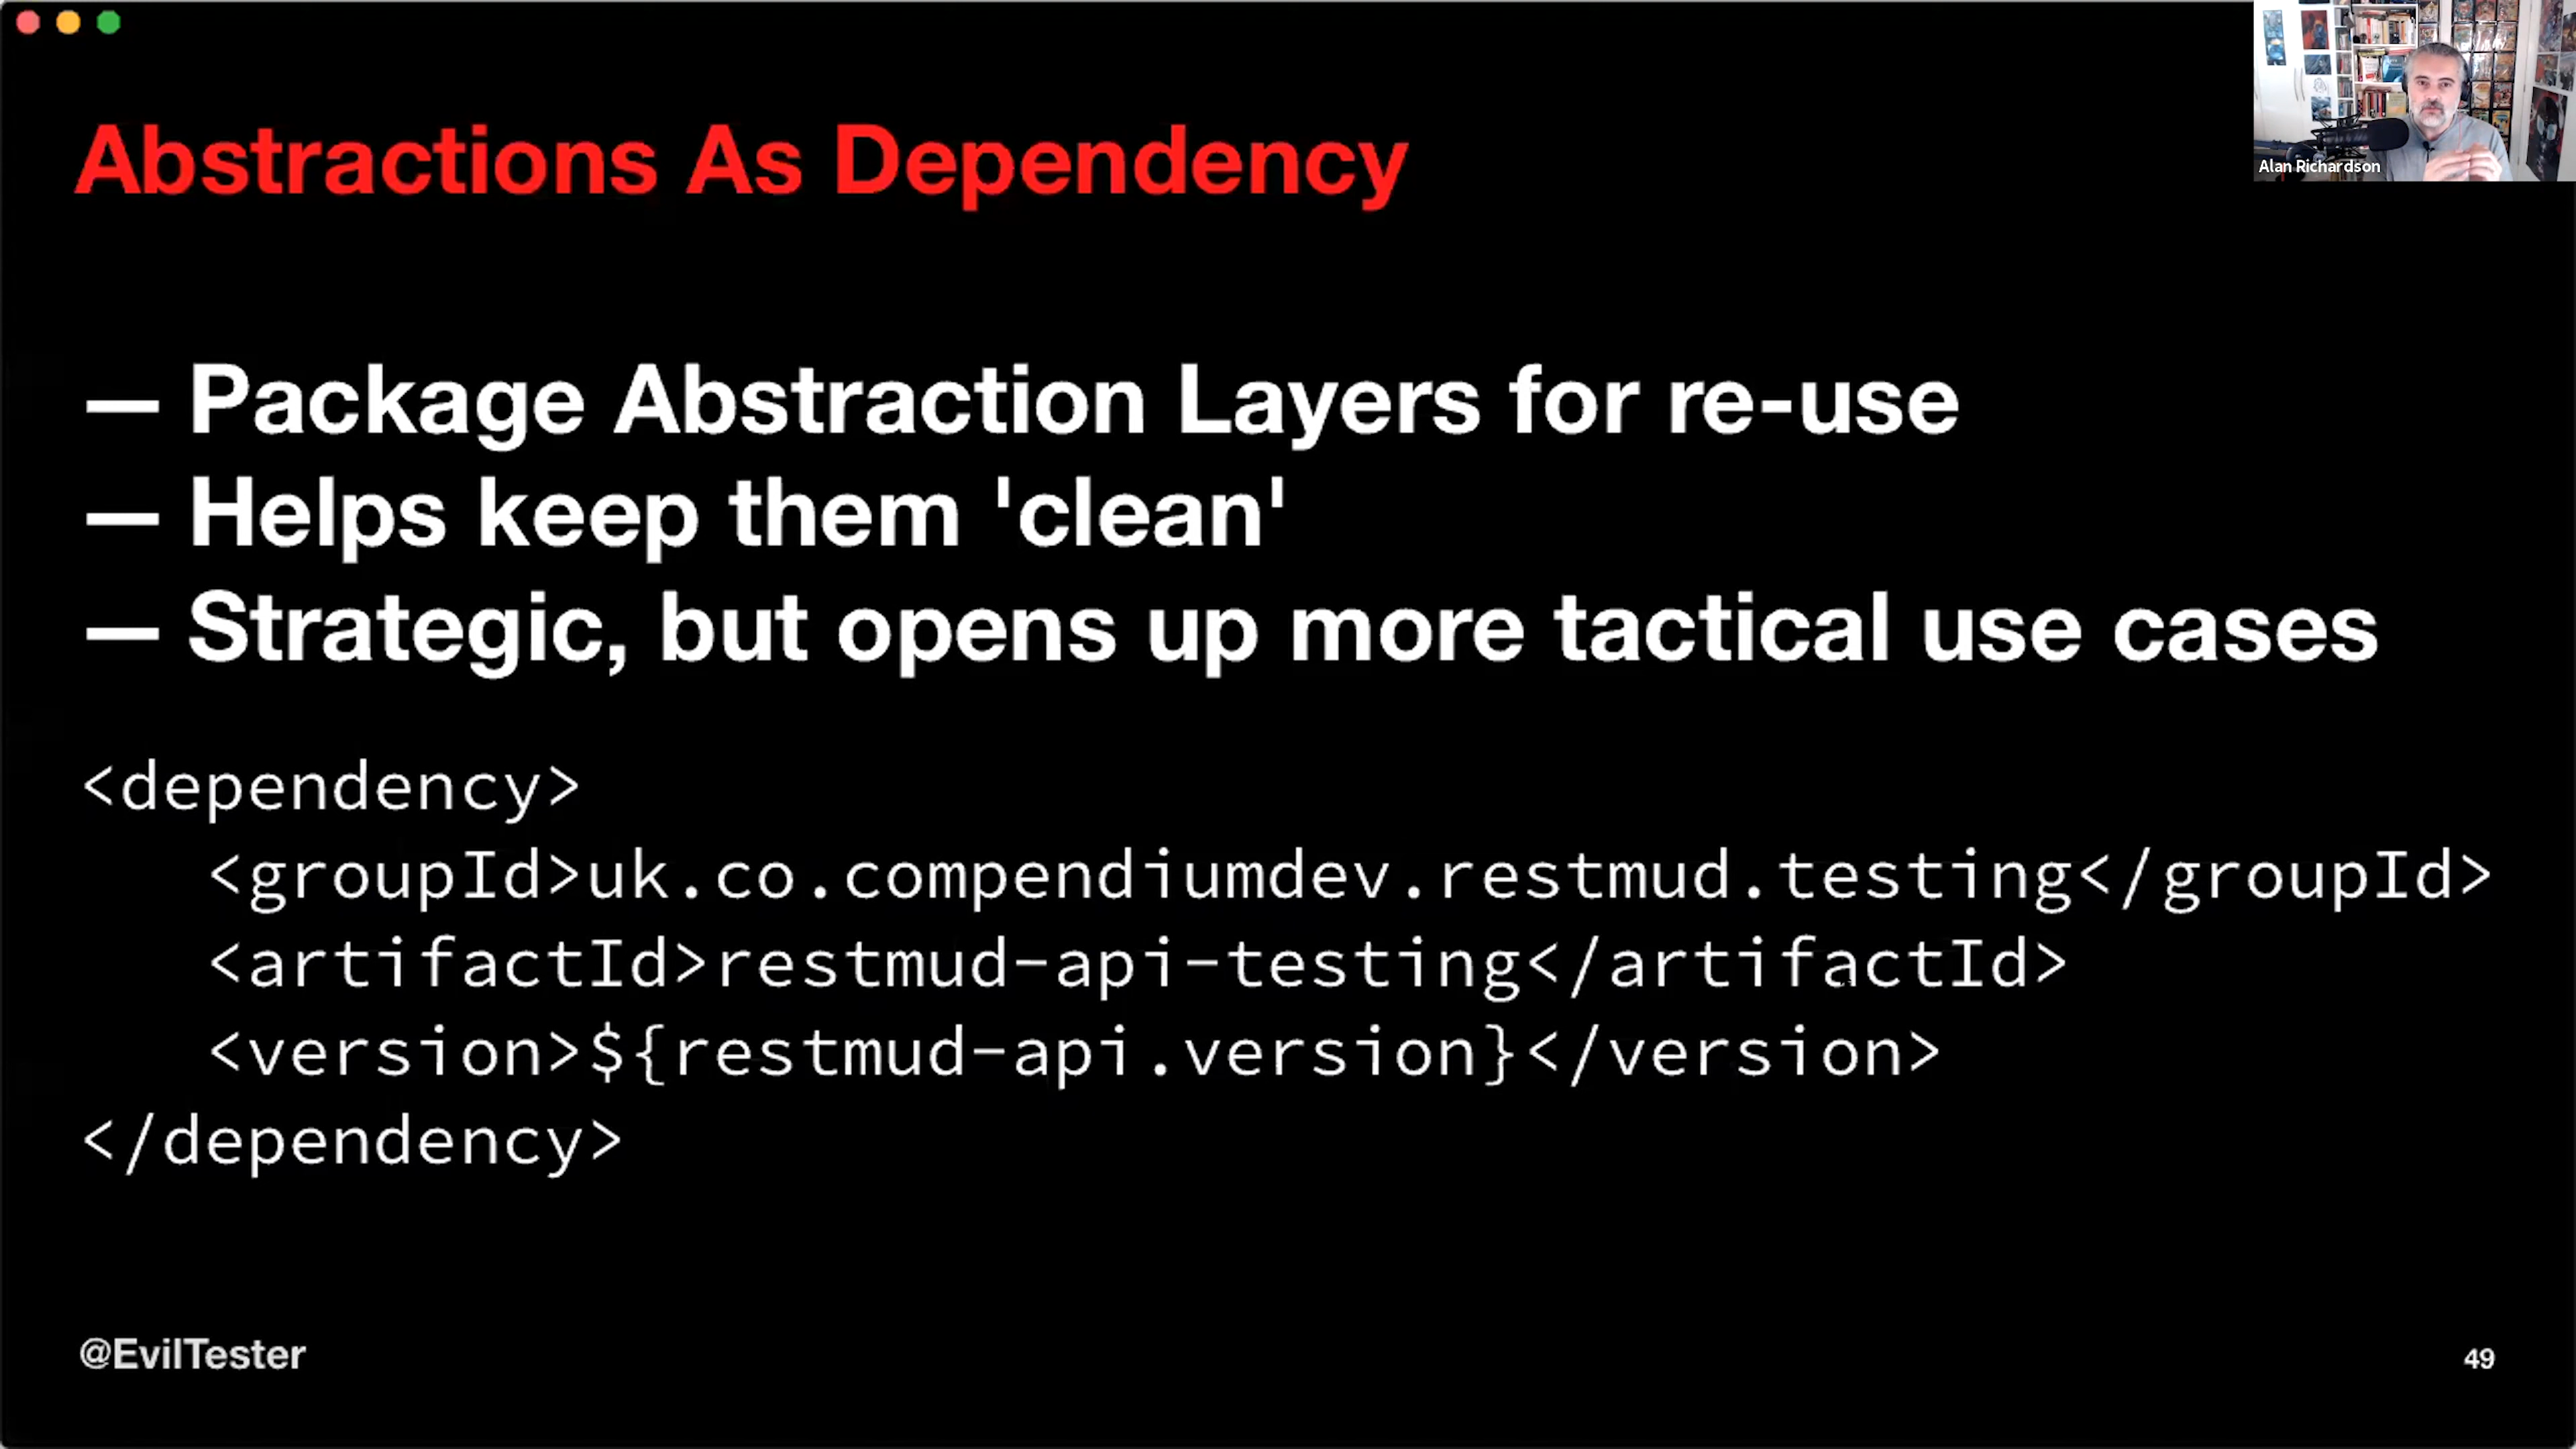 Abstractions As Dependency
Alan Richardson
— Package Abstraction Layers for re-use
— Helps keep them 'clean'
— Strategic, but opens up more tactical use cases
<dependency>
   <groupId>uk.co.compendiumdev.restmud.testing</groupId>
   <artifactId>restmud-api-testing</artifactId>
   <version>${restmud-api.version}</version>
</dependency>
@EvilTester
49